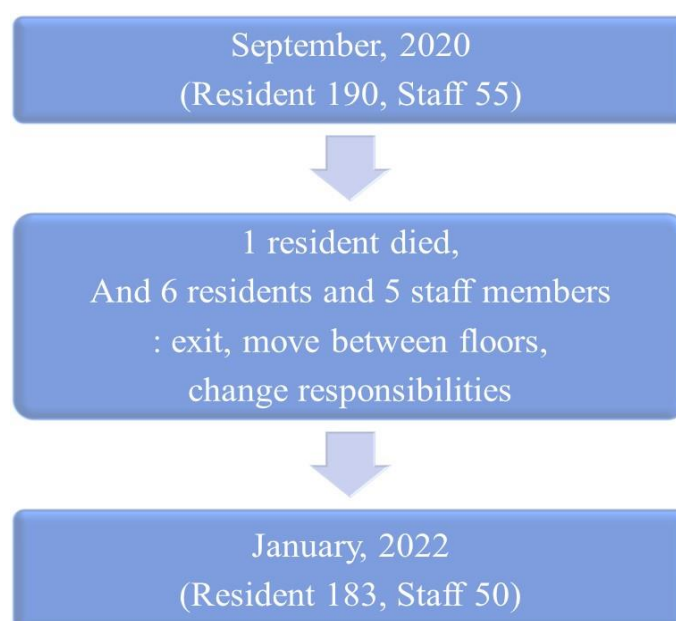 September, 2020
(Resident 190, Staff 55)
1 resident died,
And 6 residents and 5 staff members
: exit, move between floors,
change responsibilities
January, 2022
(Resident 183, Staff 50)